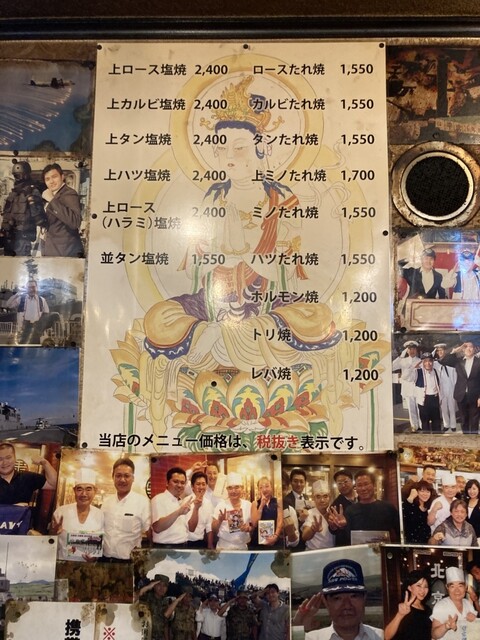 上ロース塩焼 2,400
上カルビ塩焼 2,400
上タン塩焼 2,400
上ハツ塩焼 2,400
上ロース 2,400
(ハラミ)塩焼
並タン塩焼 1,550
ロースたれ焼 1,550
カルビたれ焼 1,550
タンたれ焼 1,550
上ミノたれ焼 1,700
ミノたれ焼 1,550
ハツたれ焼 1,550
ホルモン焼 1,200
トリ焼 1,200
レバ焼 1,200
当店のメニュー価格は、税抜き表示です。
北京
※
携